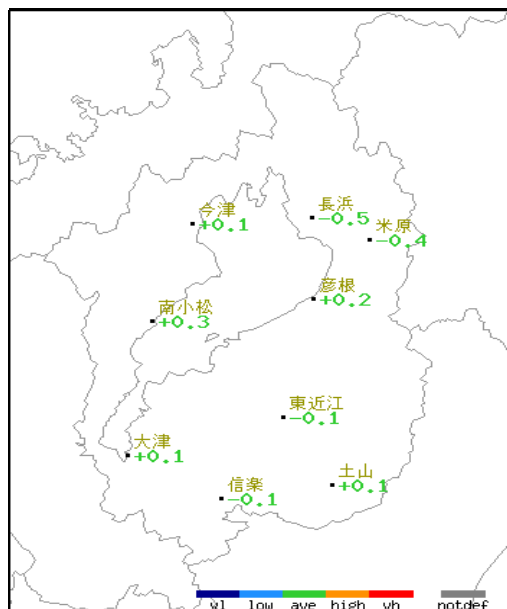 今津
+0.1
長浜
-0.5
米原
-0.4
彦根
+0.2
南小松
+0.3
東近江
-0.1
大津
+0.1
土山
+0.1
信楽
-0.1
vl low ave high vh notdef